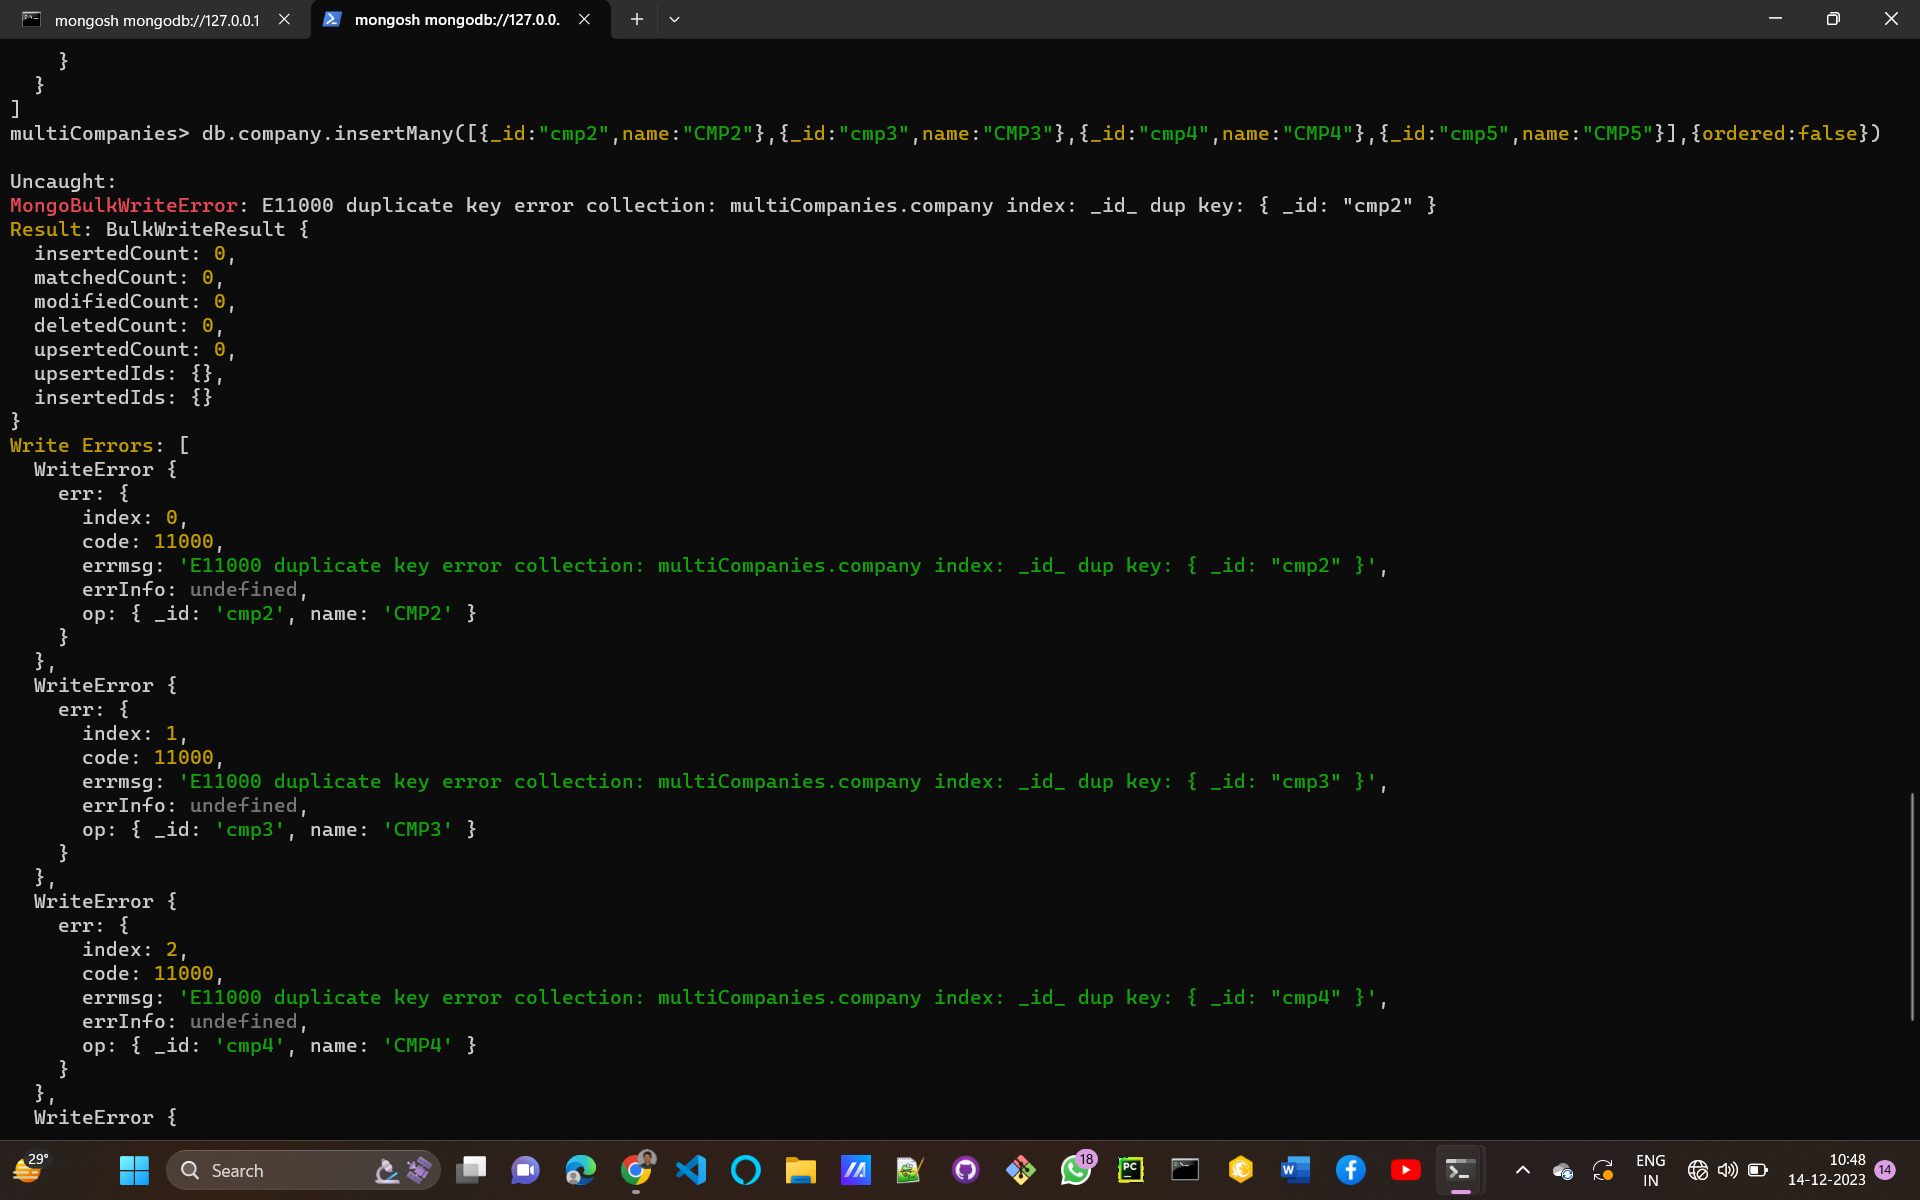 mongosh mongodb://127.0.0.1
mongosh mongodb://127.0.0.
    }
  }
]
multiCompanies> db.company.insertMany([{_id:"cmp2",name:"CMP2"},{_id:"cmp3",name:"CMP3"},{_id:"cmp4",name:"CMP4"},{_id:"cmp5",name:"CMP5"}],{ordered:false})
Uncaught:
MongoBulkWriteError: E11000 duplicate key error collection: multiCompanies.company index: _id_ dup key: { _id: "cmp2" }
Result: BulkWriteResult {
  insertedCount: 0,
  matchedCount: 0,
  modifiedCount: 0,
  deletedCount: 0,
  upsertedCount: 0,
  upsertedIds: {},
  insertedIds: {}
}
Write Errors: [
  WriteError {
    err: {
      index: 0,
      code: 11000,
      errmsg: 'E11000 duplicate key error collection: multiCompanies.company index: _id_ dup key: { _id: "cmp2" }',
      errInfo: undefined,
      op: { _id: 'cmp2', name: 'CMP2' }
    }
  },
  WriteError {
    err: {
      index: 1,
      code: 11000,
      errmsg: 'E11000 duplicate key error collection: multiCompanies.company index: _id_ dup key: { _id: "cmp3" }',
      errInfo: undefined,
      op: { _id: 'cmp3', name: 'CMP3' }
    }
  },
  WriteError {
    err: {
      index: 2,
      code: 11000,
      errmsg: 'E11000 duplicate key error collection: multiCompanies.company index: _id_ dup key: { _id: "cmp4" }',
      errInfo: undefined,
      op: { _id: 'cmp4', name: 'CMP4' }
    }
  },
  WriteError {
29°
Search
18
PC
W
ENG
IN
10:48
14-12-2023
14